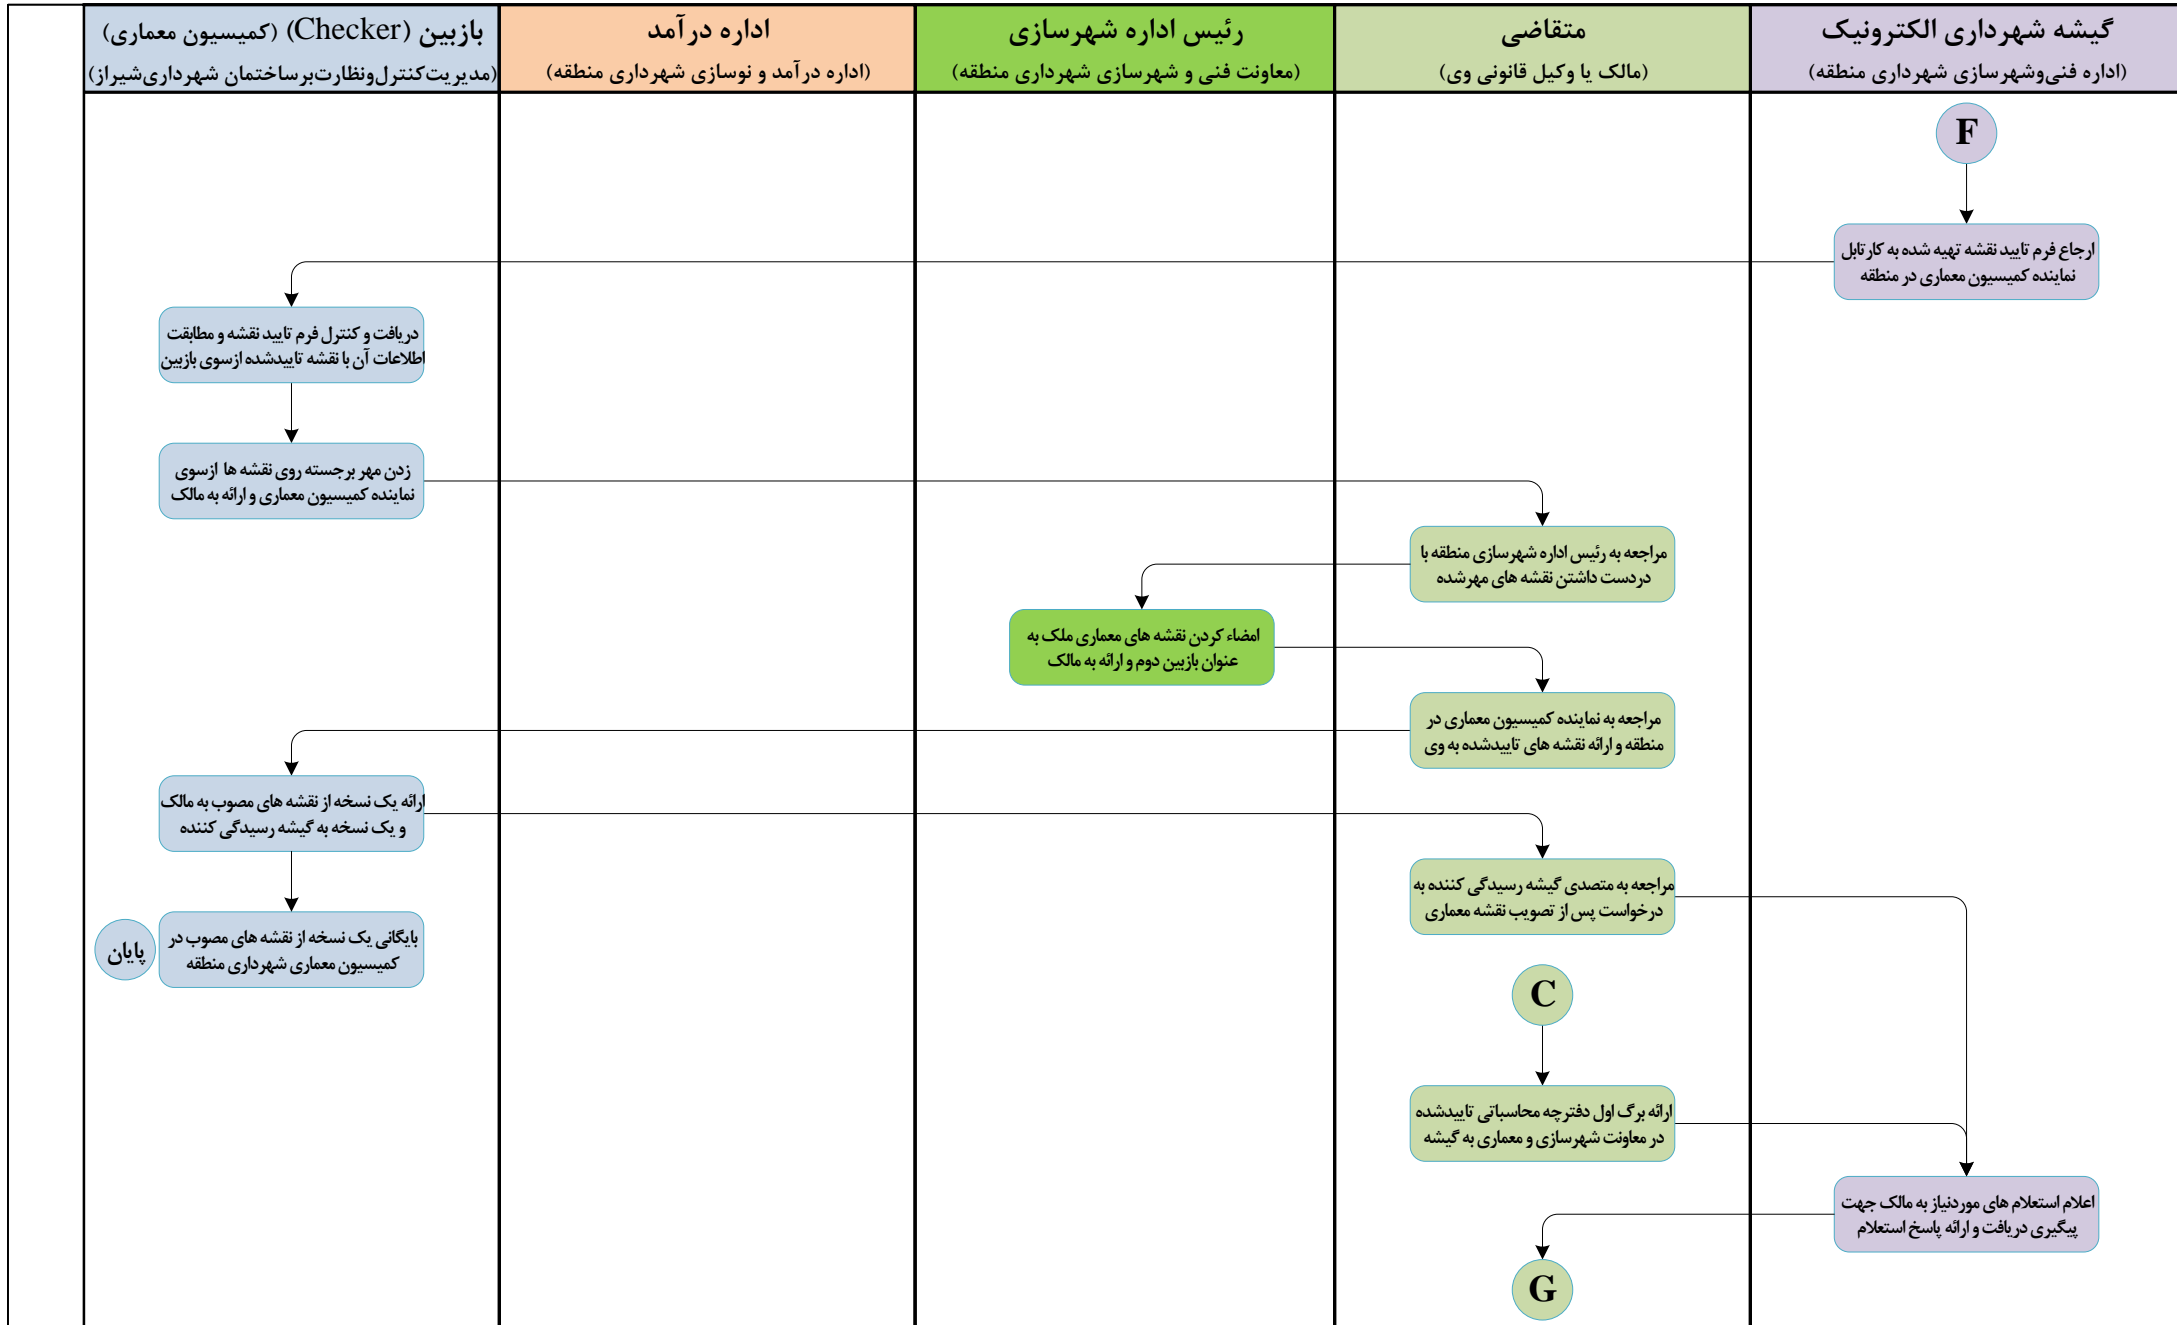 گیشه شهرداری الکترونیک
(اداره فنی‌وشهرسازی شهرداری منطقه)
متقاضی
(مالک یا وکیل قانونی وی)
رئیس اداره شهرسازی
(معاونت فنی و شهرسازی شهرداری منطقه)
اداره درآمد
(اداره درآمد و نوسازی شهرداری منطقه)
بازبین (Checker) (کمیسیون معماری)
(مدیریت‌کنترل‌ونظارت‌برساختمان شهرداری‌شیراز)
F
ارجاع فرم تایید نقشه تهیه شده به کارتابل
نماینده کمیسیون معماری در منطقه
دریافت و کنترل فرم تایید نقشه و مطابقت
اطلاعات آن با نقشه تاییدشده ازسوی بازبین
زدن مهر برجسته روی نقشه ها ازسوی
نماینده کمیسیون معماری و ارائه به مالک
مراجعه به رئیس اداره شهرسازی منطقه با
دردست داشتن نقشه های مهرشده
امضاء کردن نقشه های معماری ملک به
عنوان بازبین دوم و ارائه به مالک
مراجعه به نماینده کمیسیون معماری در
منطقه و ارائه نقشه های تاییدشده به وی
ارائه یک نسخه از نقشه های مصوب به مالک
و یک نسخه به گیشه رسیدگی کننده
مراجعه به متصدی گیشه رسیدگی کننده به
درخواست پس از تصویب نقشه معماری
بایگانی یک نسخه از نقشه های مصوب در
کمیسیون معماری شهرداری منطقه
پایان
C
ارائه برگ اول دفترچه محاسباتی تاییدشده
در معاونت شهرسازی و معماری به گیشه
اعلام استعلام های موردنیاز به مالک جهت
پیگیری دریافت و ارائه پاسخ استعلام
G